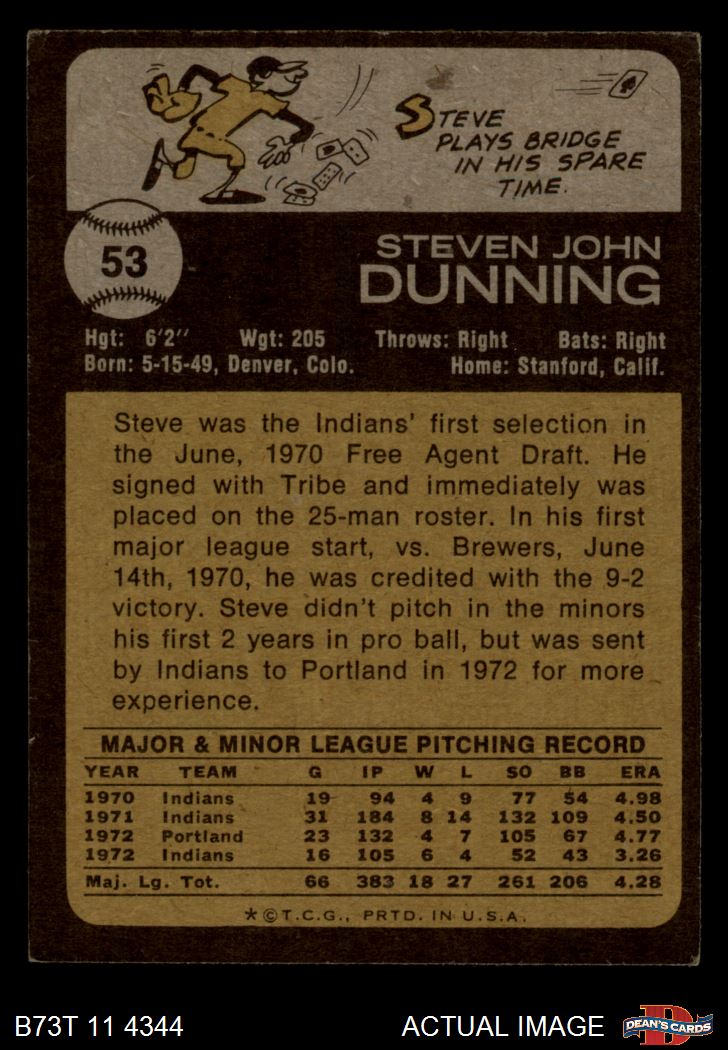 STEVE
PLAYS BRIDGE
IN HIS SPARE
TIME.
53
STEVEN JOHN
DUNNING
Hgt: 6'2" Wgt: 205 Throws: Right Bats: Right
Born: 5-15-49, Denver, Colo. Home: Stanford, Calif.
Steve was the Indians' first selection in
the June, 1970 Free Agent Draft. He
signed with Tribe and immediately was
placed on the 25-man roster. In his first
major league start, vs. Brewers, June
14th, 1970, he was credited with the 9-2
victory. Steve didn't pitch in the minors
his first 2 years in pro ball, but was sent
by Indians to Portland in 1972 for more
experience.
MAJOR & MINOR LEAGUE PITCHING RECORD
YEAR TEAM G IP W L SO BB ERA
1970 Indians 19 94 4 9 77 54 4.98
1971 Indians 31 184 8 14 132 109 4.50
1972 Portland 23 132 4 7 105 67 4.77
1972 Indians 16 105 6 4 52 43 3.26
Maj. Lg. Tot. 66 383 18 27 261 206 4.28
*©T.C.G., PRTD. IN U.S.A.
B73T 11 4344 ACTUAL IMAGE
D
DEAN'S CARDS